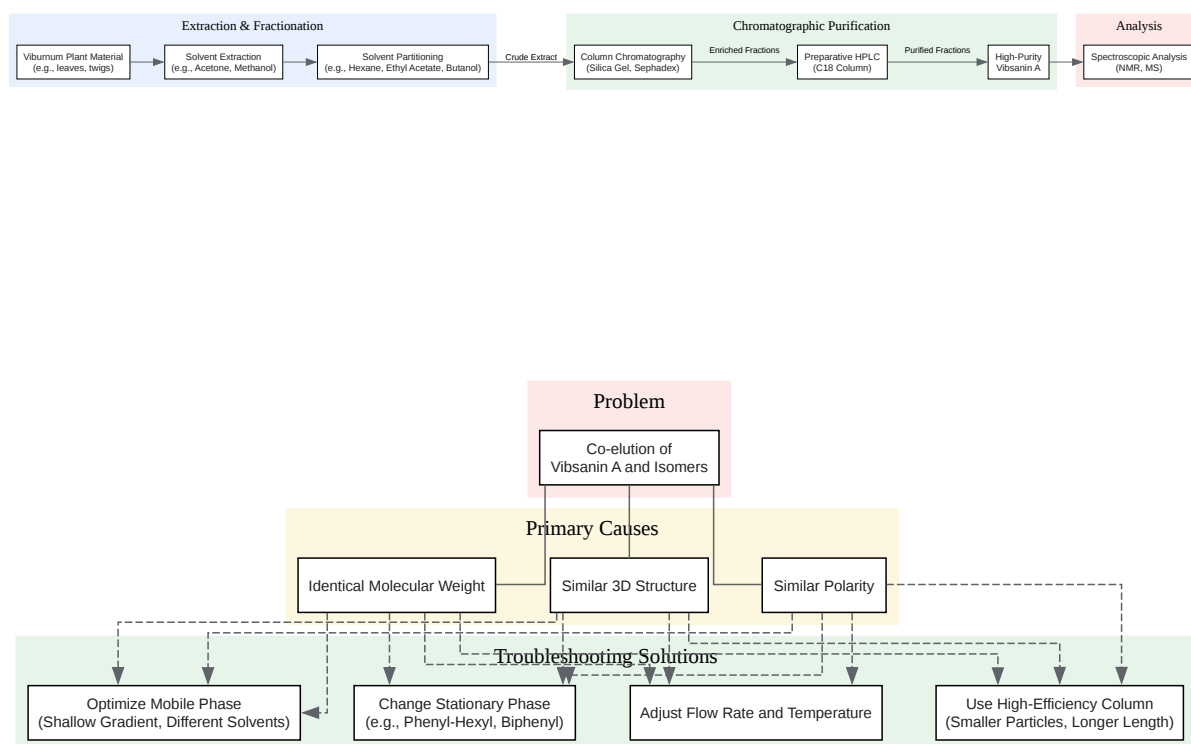 Extraction & Fractionation
Viburnum Plant Material
(e.g., leaves, twigs)
Solvent Extraction
(e.g., Acetone, Methanol)
Solvent Partitioning
(e.g., Hexane, Ethyl Acetate, Butanol)
Crude Extract
Chromatographic Purification
Column Chromatography
(Silica Gel, Sephadex)
Enriched Fractions
Preparative HPLC
(C18 Column)
Purified Fractions
High-Purity
Vibsanin A
Analysis
Spectroscopic Analysis
(NMR, MS)
Problem
Co-elution of
Vibsanin A and Isomers
Primary Causes
Identical Molecular Weight
Similar 3D Structure
Similar Polarity
Troubleshooting Solutions
Optimize Mobile Phase
(Shallow Gradient, Different Solvents)
Change Stationary Phase
(e.g., Phenyl-Hexyl, Biphenyl)
Adjust Flow Rate and Temperature
Use High-Efficiency Column
(Smaller Particles, Longer Length)